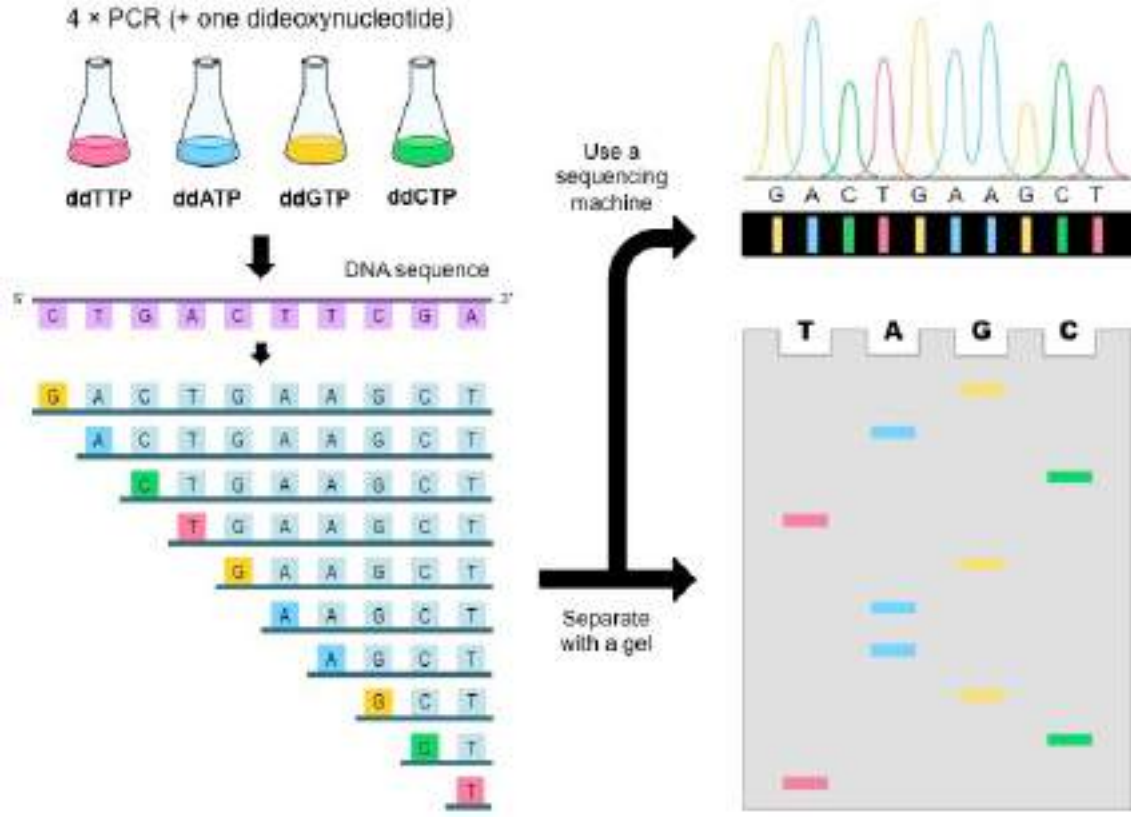 4 × PCR (+ one dideoxynucleotide)
ddTTP ddATP ddGTP ddCTP
DNA sequence
5' 3'
C T G A C T T C G A
G A C T G A A G C T
A C T G A A G C T
C T G A A G C T
T G A A G C T
G A A G C T
A A G C T
A G C T
G C T
G T
T
Use a
sequencing
machine
Separate
with a gel
G A C T G A A G C T
T A G C